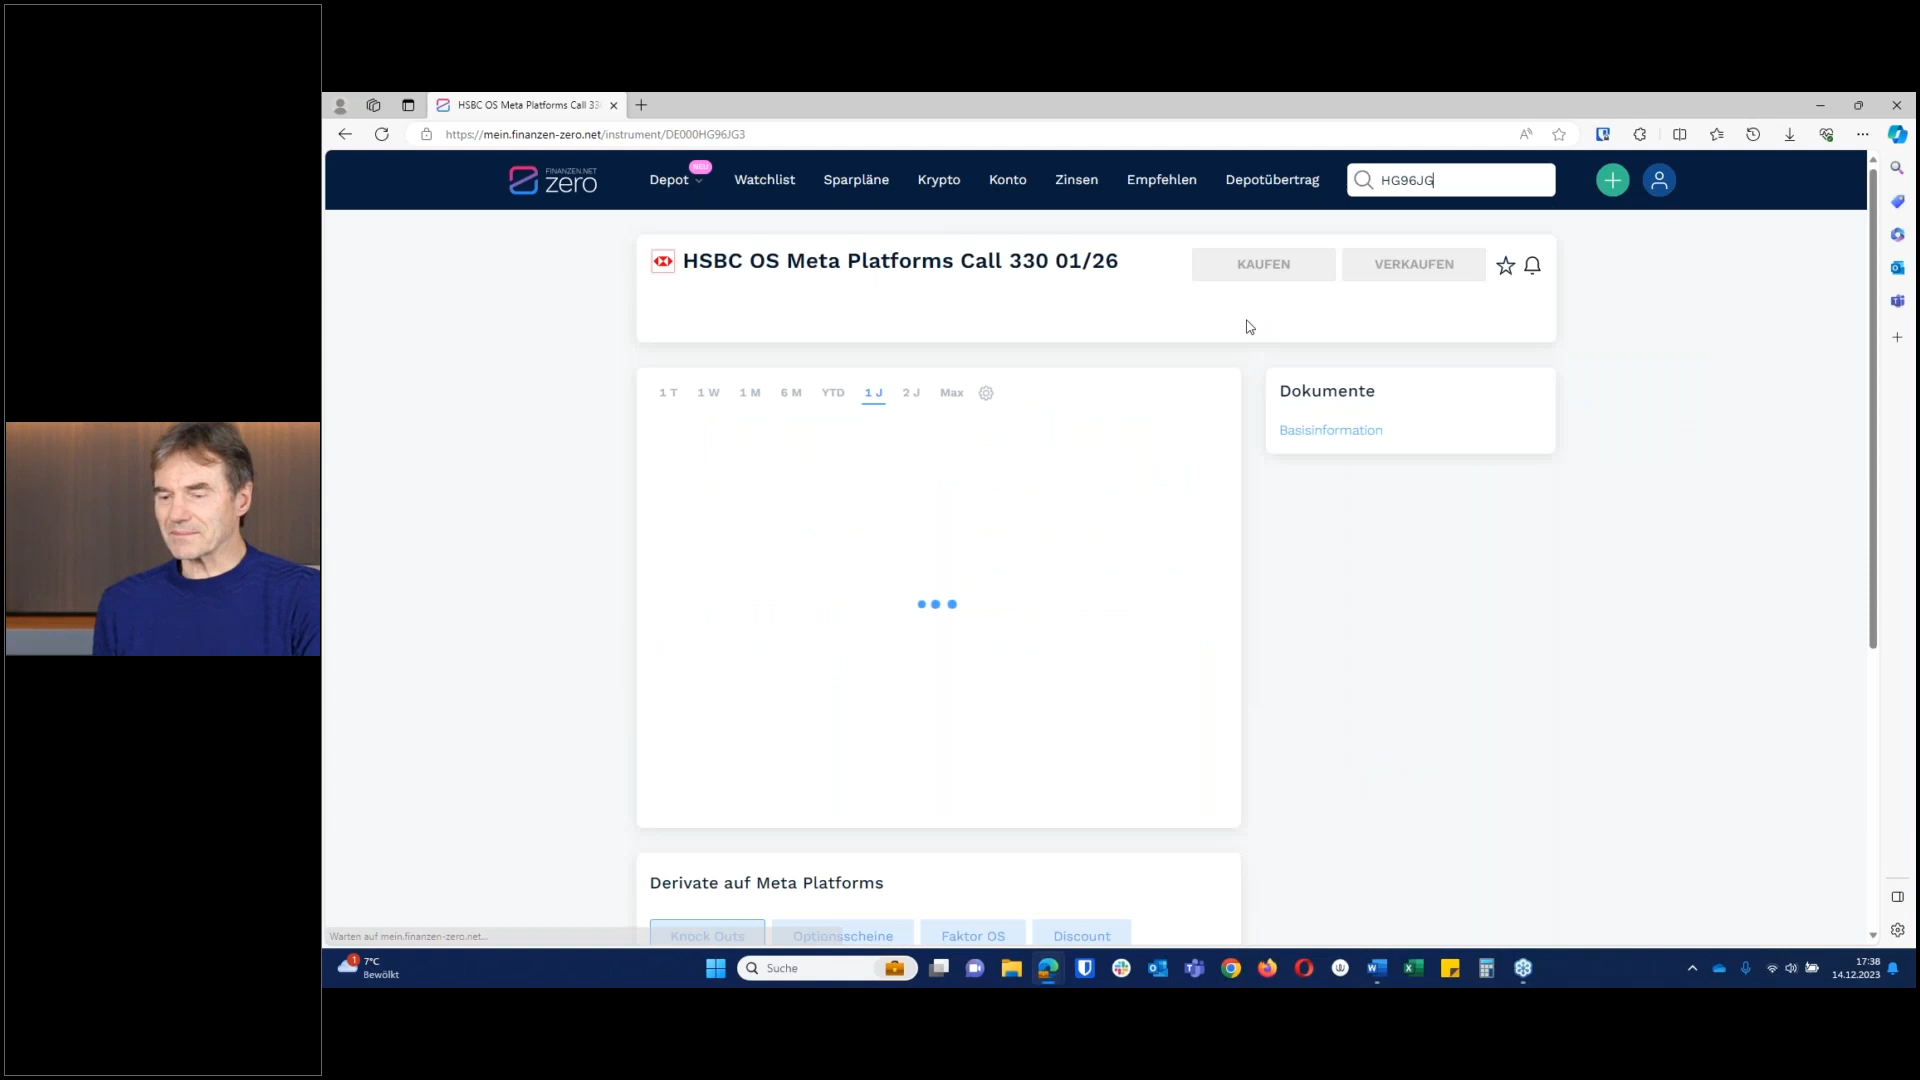 HSBC OS Meta Platforms Call 33
https://mein.finanzen-zero.net/instrument/DE000HG96JG3
FINANZEN.NET
zero
Depot
NEU
Watchlist
Sparpläne
Krypto
Konto
Zinsen
Empfehlen
Depotübertrag
HG96JG
HSBC OS Meta Platforms Call 330 01/26
KAUFEN
VERKAUFEN
1 T
1 W
1 M
6 M
YTD
1 J
2 J
Max
Dokumente
Basisinformation
Derivate auf Meta Platforms
Knock Outs
Optionsscheine
Faktor OS
Discount
Warten auf mein.finanzen-zero.net...
1
7°C
Bewölkt
Suche
17:38
14.12.2023